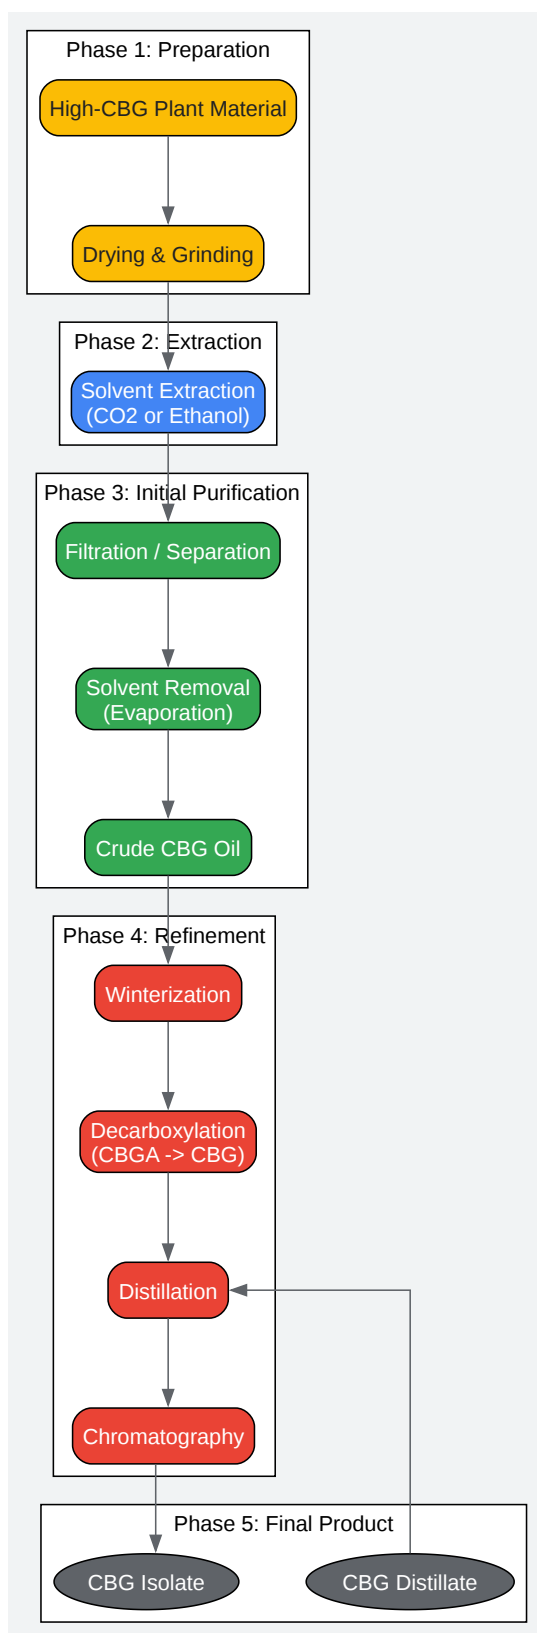 Phase 1: Preparation
High-CBG Plant Material
Drying & Grinding
Phase 2: Extraction
Solvent Extraction
(CO2 or Ethanol)
Phase 3: Initial Purification
Filtration / Separation
Solvent Removal
(Evaporation)
Crude CBG Oil
Phase 4: Refinement
Winterization
Decarboxylation
(CBGA -> CBG)
Distillation
Chromatography
Phase 5: Final Product
CBG Isolate
CBG Distillate